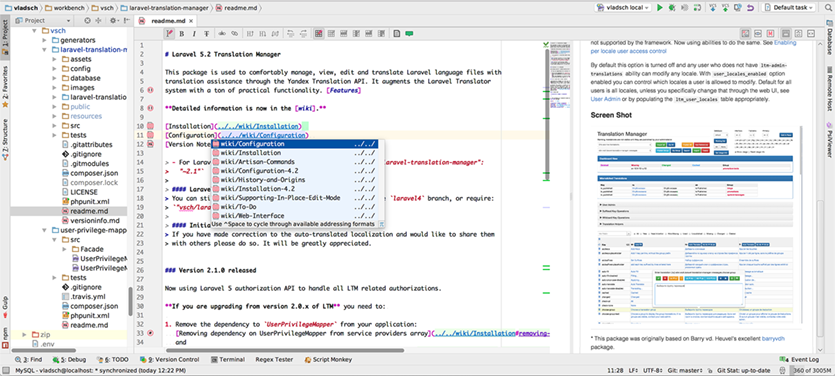 vladsch
workbench
vsch
laravel-translation-manager
readme.md
vladsch local
Default task
Project
readme.md
vsch
generators
laravel-translation-m
assets
config
database
images
laravel-translatio
public
resources
src
tests
.gitattributes
.gitignore
.gitmodules
composer.json
composer.lock
LICENSE
phpunit.xml
readme.md
versioninfo.md
user-privilege-mapp
src
Facade
UserPrivilegeM
UserPrivilegeM
tests
.gitignore
.travis.yml
composer.json
phpunit.xml
readme.md
zip
.env
1: Project
2: Favorites
7: Structure
Gulp
npm
# Laravel 5.2 Translation Manager
This package is used to comfortably manage, view, edit and translate Laravel language files with
translation assistance through the Yandex Translation API. It augments the Laravel Translator
system with a ton of practical functionality. [Features]
**Detailed information is now in the [wiki].**
[Installation](../../wiki/Installation)
[Configuration](../../wiki/Configuration)
[Version Note
wiki/Configuration ../../
wiki/Installation ../../
wiki/Artisan-Commands ../../
wiki/Configuration-4.2 ../../
wiki/History-and-Origins ../../
wiki/Installation-4.2 ../../
wiki/Supporting-In-Place-Edit-Mode ../../
wiki/To-Do ../../
wiki/Web-Interface ../../
Use ^Space to cycle through available addressing formats
> - For Lar
aravel-translation-manager":
> "~2.1"`
> #### Laravel
> You can sti
e `laravel4` branch, or require:
> `"vsch/lara
> #### Initia
> If you have made correction to the auto-translated localization and would like to share them
> with others please do so. It will be greatly appreciated.
### Version 2.1.0 released
Now using Laravel 5 authorization API to handle all LTM related authorizations.
**If you are upgrading from version 2.0.x of LTM** you need to:
1. Remove the dependency to `UserPrivilegeMapper` from your application:
[Removing dependency on UserPrivilegeMapper from service providers array](../../wiki/Installation#removing-
and
not supported by the framework. Now using abilities to do the same. See Enabling
per locale user access control
By default this option is turned off and any user who does not have ltm-admin-
translations ability can modify any locale. With user_locales_enabled option
enabled you can control which locales a user is allowed to modify. Default for all
users is all locales, unless you specifically change that through the web UI, see
User Admin or by populating the ltm_user_locales table appropriately.
Screen Shot
Translation Manager
* This package was originally based on Barry vd. Heuvel's excellent barryvdh
package.
Database
Remote Host
PsiViewer
3: Find
5: Debug
6: TODO
9: Version Control
Terminal
Regex Tester
Script Monkey
Event Log
MySQL - vladsch@localhost: * synchronized (today 12:22 PM)
11:28
LF
UTF-8
Git: master
Git Stat: up-to-date
360 of 3005M